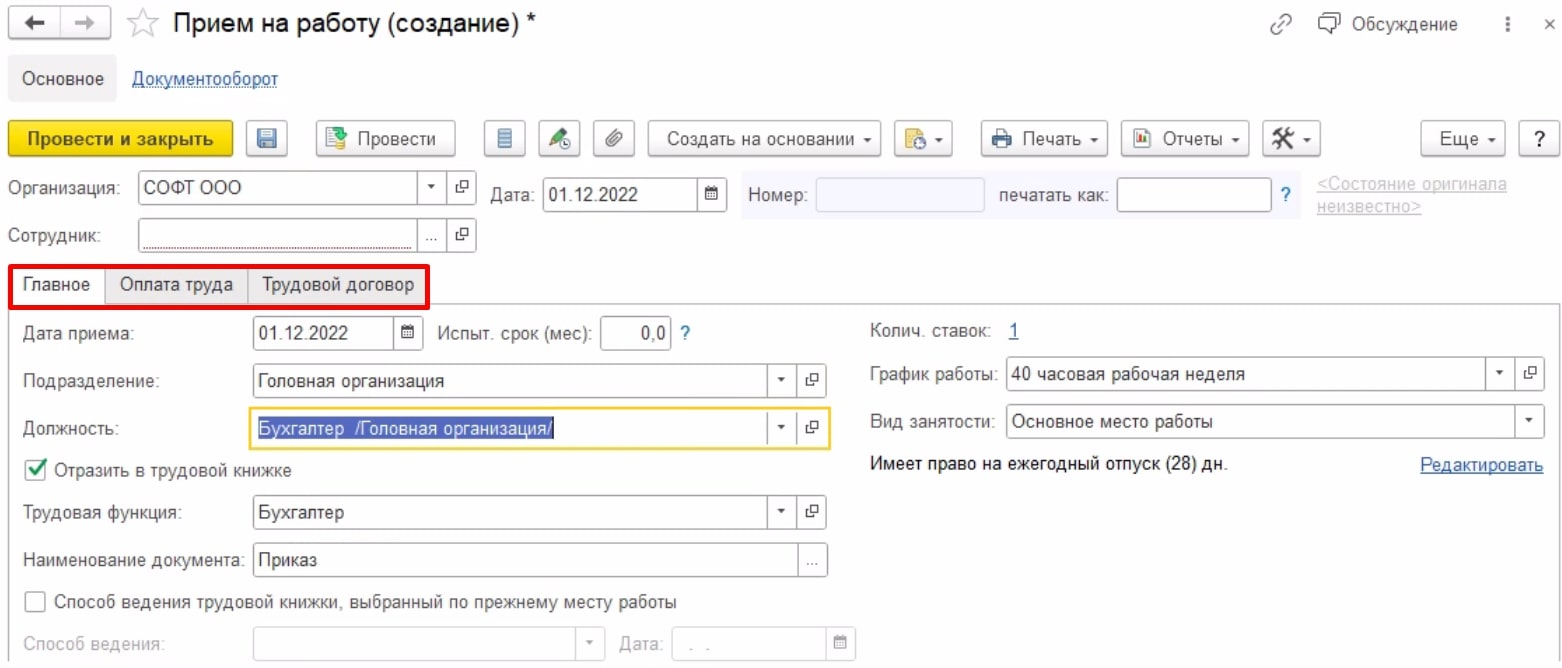 Прием на работу (создание) *
Обсуждение
Основное Документооборот
Провести и закрыть Провести Создать на основании Печать Отчеты Еще ?
Организация: СОФТ ООО Дата: 01.12.2022 Номер: печатать как: ? <Состояние оригинала неизвестно>
Сотрудник: ...
Главное Оплата труда Трудовой договор
Дата приема: 01.12.2022 Испыт. срок (мес): 0,0 ? Колич. ставок: 1
Подразделение: Головная организация График работы: 40 часовая рабочая неделя
Должность: Бухгалтер /Головная организация/ Вид занятости: Основное место работы
Отразить в трудовой книжке Имеет право на ежегодный отпуск (28) дн. Редактировать
Трудовая функция: Бухгалтер
Наименование документа: Приказ ...
Способ ведения трудовой книжки, выбранный по прежнему месту работы
Способ ведения: Дата: . .